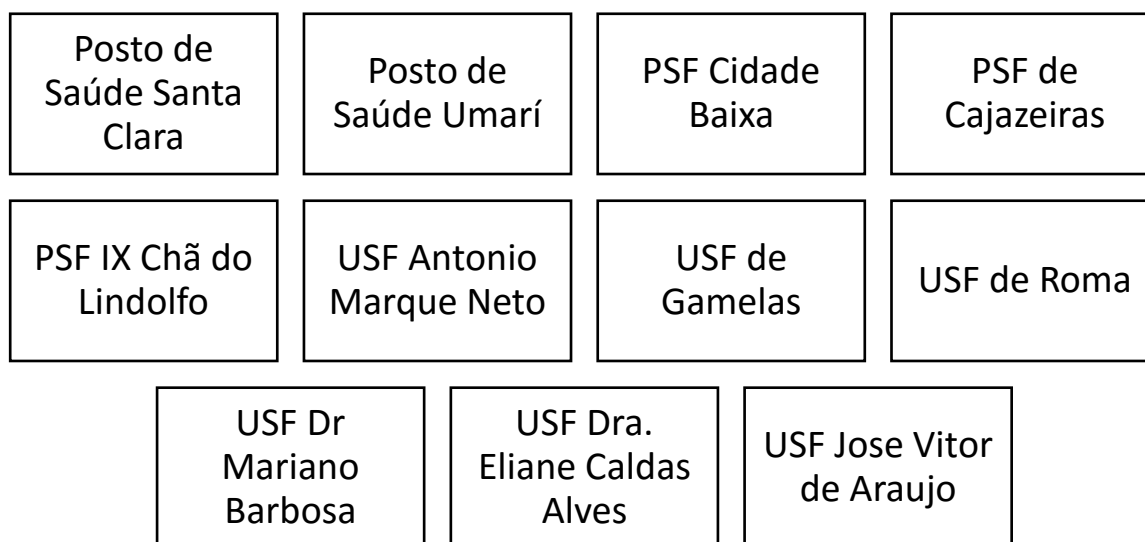 Posto de
Saúde Santa
Clara
Posto de
Saúde Umarí
PSF Cidade
Baixa
PSF de
Cajazeiras
PSF IX Chã do
Lindolfo
USF Antonio
Marque Neto
USF de
Gamelas
USF de Roma
USF Dr
Mariano
Barbosa
USF Dra.
Eliane Caldas
Alves
USF Jose Vitor
de Araujo